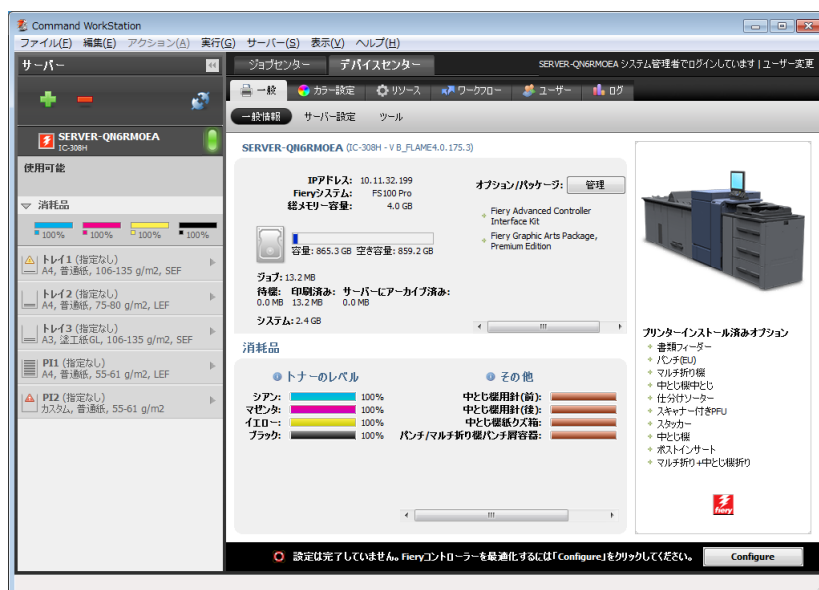 Command WorkStation
ファイル(F) 編集(E) アクション(A) 実行(G) サーバー(S) 表示(V) ヘルプ(H)
サーバー
ジョブセンター デバイスセンター
SERVER-QN6RMOEA システム管理者でログインしています | ユーザー変更
一般 カラー設定 リソース ワークフロー ユーザー ログ
一般情報 サーバー設定 ツール
SERVER-QN6RMOEA
IC-308H
使用可能
消耗品
100% 100% 100% 100%
トレイ1 (指定なし)
A4, 普通紙, 106-135 g/m2, SEF
トレイ2 (指定なし)
A4, 普通紙, 75-80 g/m2, LEF
トレイ3 (指定なし)
A3, 塗工紙GL, 106-135 g/m2, SEF
PI1 (指定なし)
A4, 普通紙, 55-61 g/m2, LEF
PI2 (指定なし)
カスタム, 普通紙, 55-61 g/m2
SERVER-QN6RMOEA (IC-308H - V B_FLAME4.0.175.3)
IPアドレス: 10.11.32.199
Fieryシステム: FS100 Pro
総メモリー容量: 4.0 GB
容量: 865.3 GB 空き容量: 859.2 GB
ジョブ: 13.2 MB
待機: 印刷済み: サーバーにアーカイブ済み:
0.0 MB 13.2 MB 0.0 MB
システム: 2.4 GB
オプション/パッケージ: 管理
Fiery Advanced Controller
Interface Kit
Fiery Graphic Arts Package,
Premium Edition
消耗品
トナーのレベル
シアン: 100%
マゼンタ: 100%
イエロー: 100%
ブラック: 100%
その他
中とじ機用針(前):
中とじ機用針(後):
中とじ機紙クズ箱:
パンチ/マルチ折り機パンチ屑容器:
プリンターインストール済みオプション
書類フィーダー
パンチ(EU)
マルチ折り機
中とじ機中とじ
仕分けソーター
スキャナー付きPFU
スタッカー
中とじ機
ポストインサート
マルチ折り+中とじ機折り
fiery
設定は完了していません。Fieryコントローラーを最適化するには「Configure」をクリックしてください。
Configure